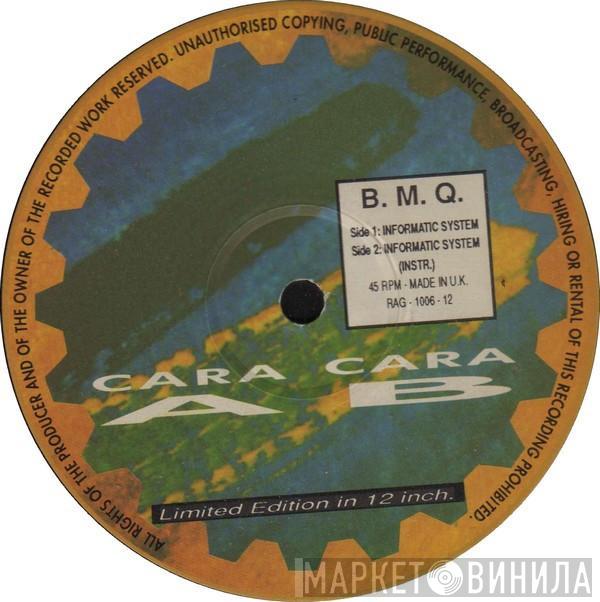 ALL RIGHTS OF THE PRODUCER AND OF THE OWNER OF THE RECORDED WORK RESERVED. UNAUTHORISED COPYING, PUBLIC PERFORMANCE, BROADCASTING, HIRING OR RENTAL OF THIS RECORDING PROHIBITED.
B. M. Q.
Side 1: INFORMATIC SYSTEM
Side 2: INFORMATIC SYSTEM
(INSTR.)
45 RPM - MADE IN U.K.
RAG - 1006 - 12
CARA CARA
A B
Limited Edition in 12 inch.
МАРКЕТ ВИНИЛА